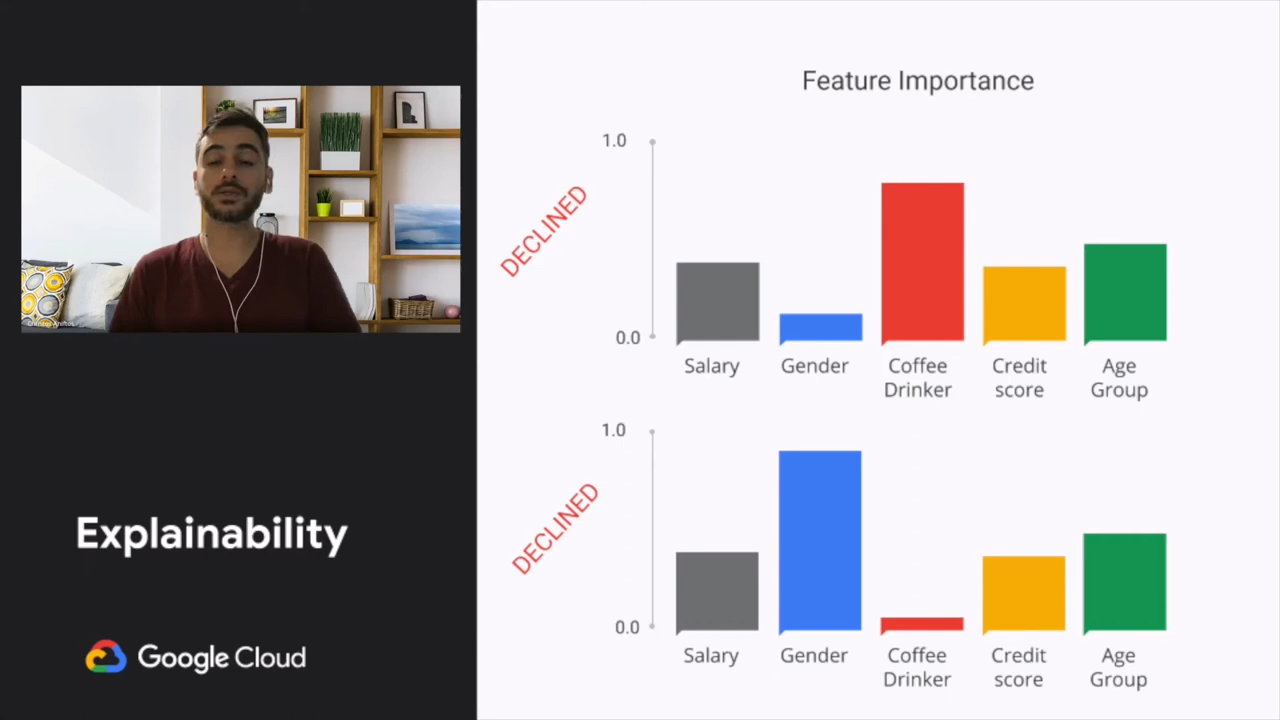 Feature Importance
1.0
DECLINED
0.0
Salary
Gender
Coffee
Drinker
Credit
score
Age
Group
1.0
DECLINED
0.0
Salary
Gender
Coffee
Drinker
Credit
score
Age
Group
Explainability
Google Cloud